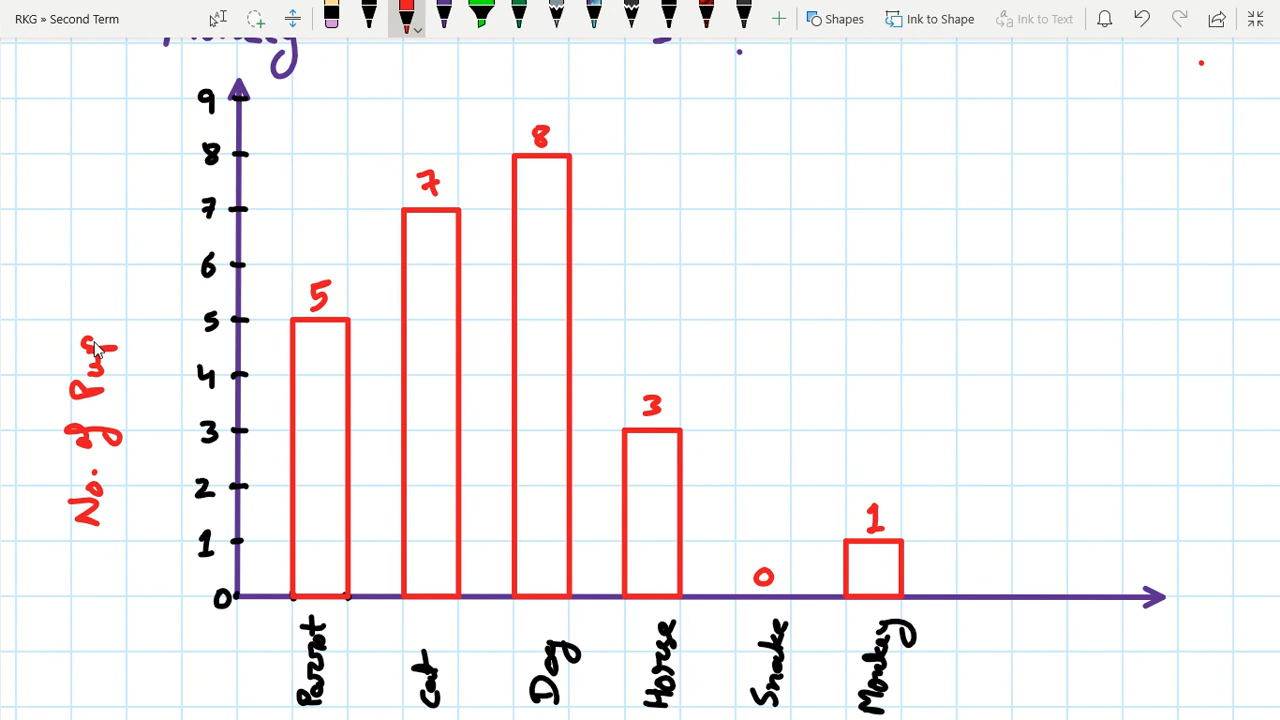 RKG » Second Term
Shapes
Ink to Shape
Ink to Text
9
8
8
7
7
6
5
5
4
3
3
2
1
1
0
0
No. of Pup
Parrot
Cat
Dog
Horse
Snake
Monkey